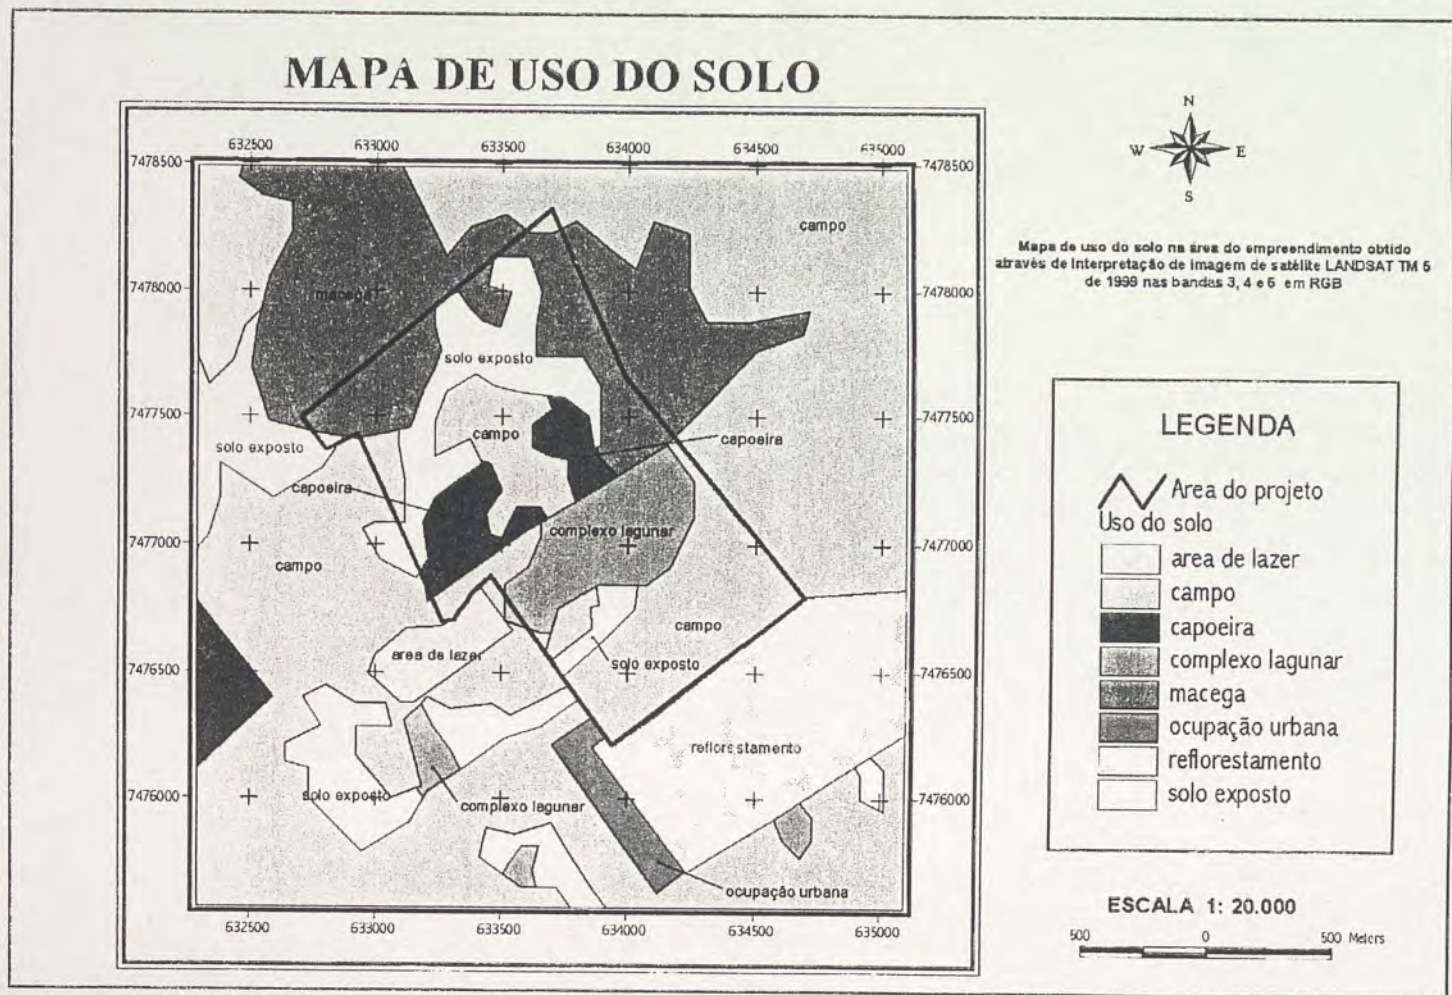 MAPA DE USO DO SOLO
632500 633000 633500 634000 634500 635000
7478500 7478500
campo
7478000 macega 7478000
solo exposto
7477500 7477500
campo
solo exposto
capoeira
capoeira
complexo lagunar
7477000 7477000
campo
campo
area de lazer
solo exposto
7476500 7476500
reflorestamento
7476000 7476000
solo exposto
complexo lagunar
ocupação urbana
632500 633000 633500 634000 634500 635000
N
W E
S
Mapa de uso do solo na área do empreendimento obtido
através de Interpretação de imagem de satélite LANDSAT TM 5
de 1999 nas bandas 3, 4 e 5 em RGB
LEGENDA
Area do projeto
Uso do solo
area de lazer
campo
capoeira
complexo lagunar
macega
ocupação urbana
reflorestamento
solo exposto
ESCALA 1: 20.000
500 0 500 Meters